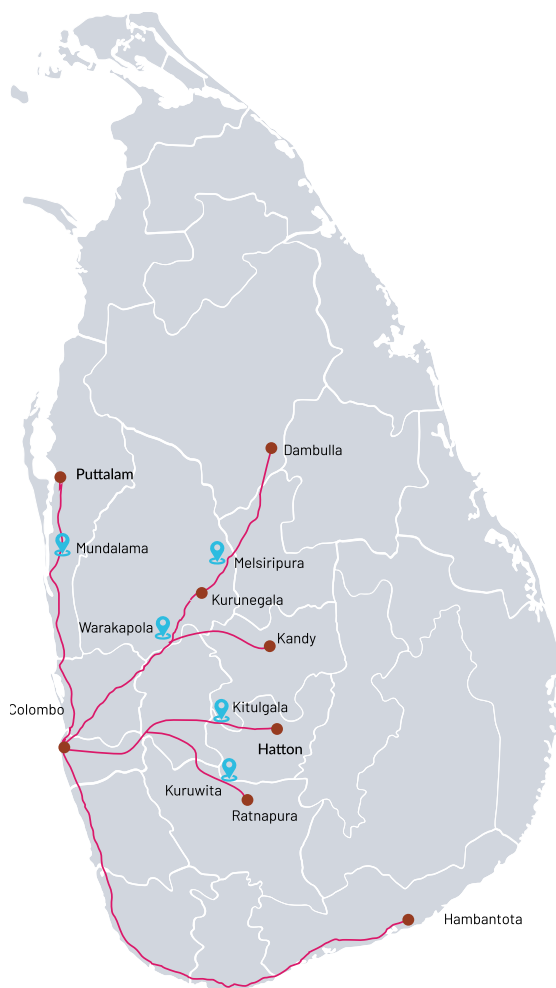 Dambulla
Puttalam
Mundalama
Melsiripura
Kurunegala
Warakapola
Kandy
Colombo
Kitulgala
Hatton
Kuruwita
Ratnapura
Hambantota